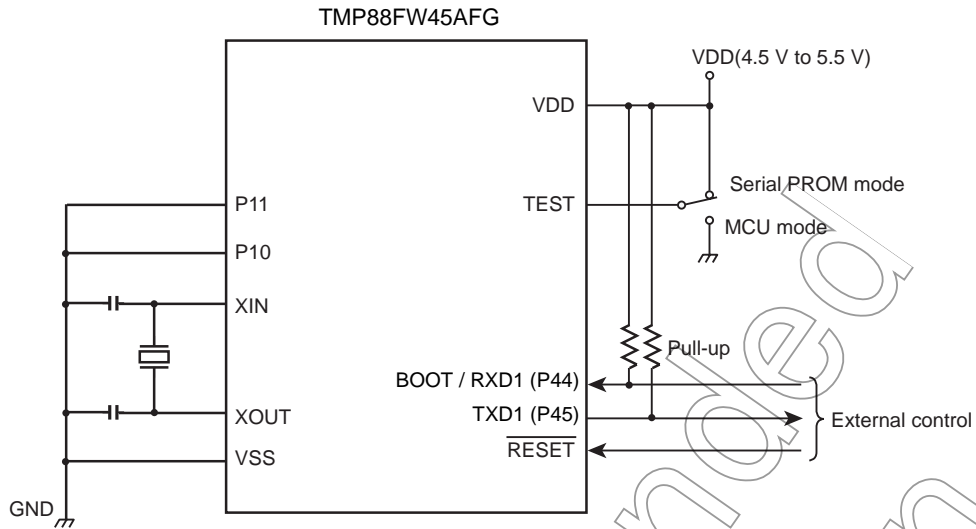 TMP88FW45AFG
VDD(4.5 V to 5.5 V)
VDD
Serial PROM mode
P11
TEST
MCU mode
P10
XIN
Pull-up
BOOT / RXD1 (P44)
XOUT
TXD1 (P45)
External control
RESET
VSS
GND